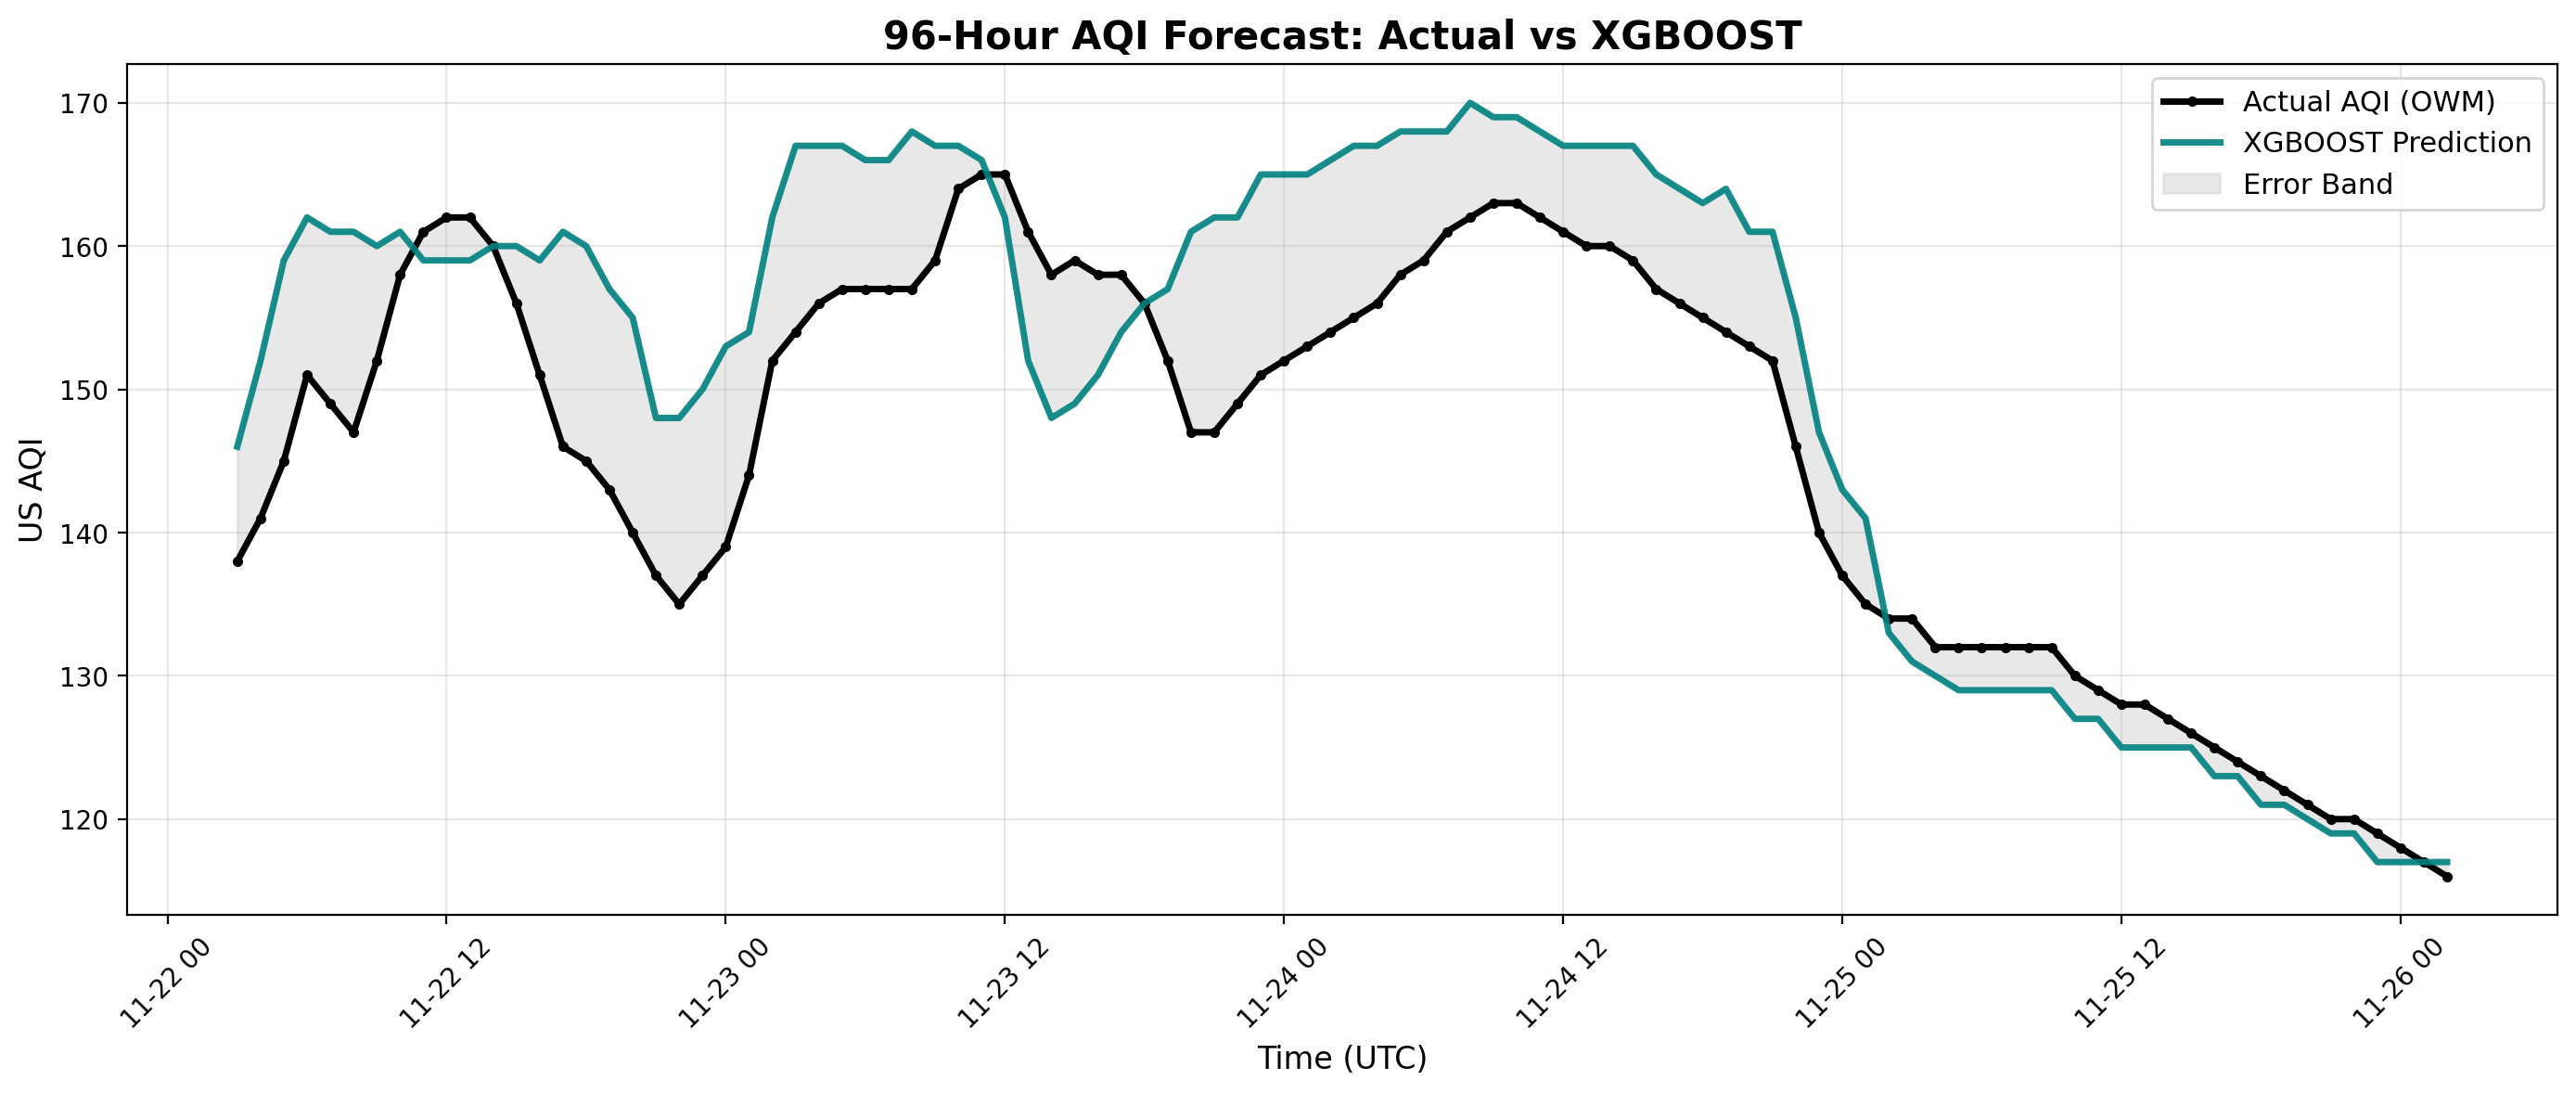 96-Hour AQI Forecast: Actual vs XGBOOST
Actual AQI (OWM)
XGBOOST Prediction
Error Band
US AQI
170
160
150
140
130
120
11-22 00
11-22 12
11-23 00
11-23 12
11-24 00
11-24 12
11-25 00
11-25 12
11-26 00
Time (UTC)